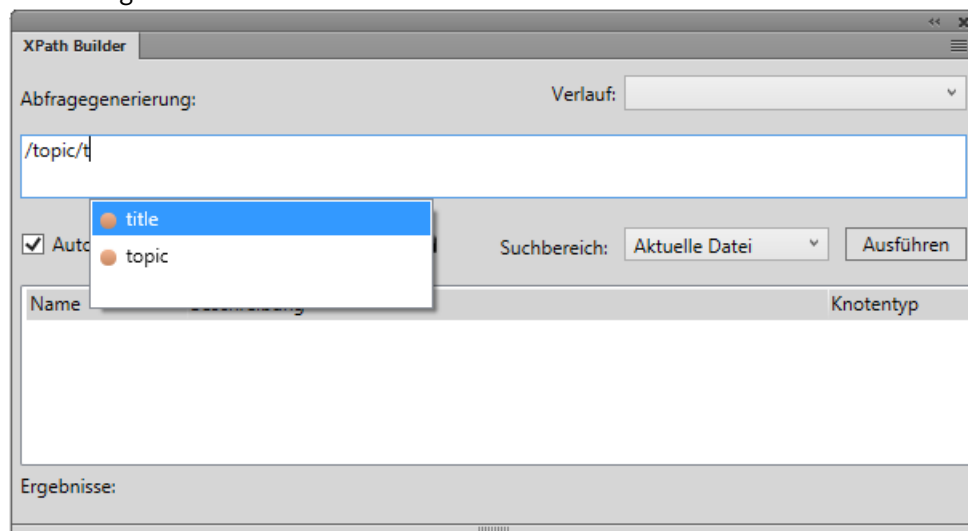 XPath Builder
Abfragegenerierung:
Verlauf:
/topic/t
title
topic
Suchbereich:
Aktuelle Datei
Ausführen
Name
Knotentyp
Ergebnisse: